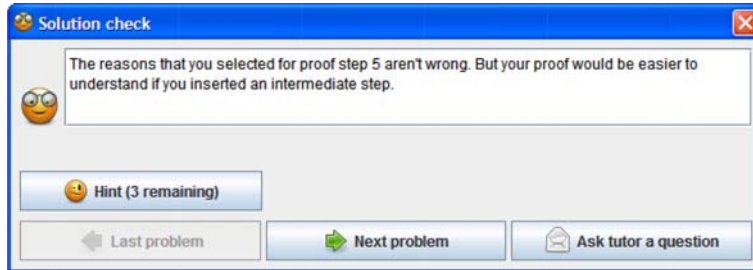 Solution check
The reasons that you selected for proof step 5 aren't wrong. But your proof would be easier to
understand if you inserted an intermediate step.
Hint (3 remaining)
Last problem Next problem Ask tutor a question